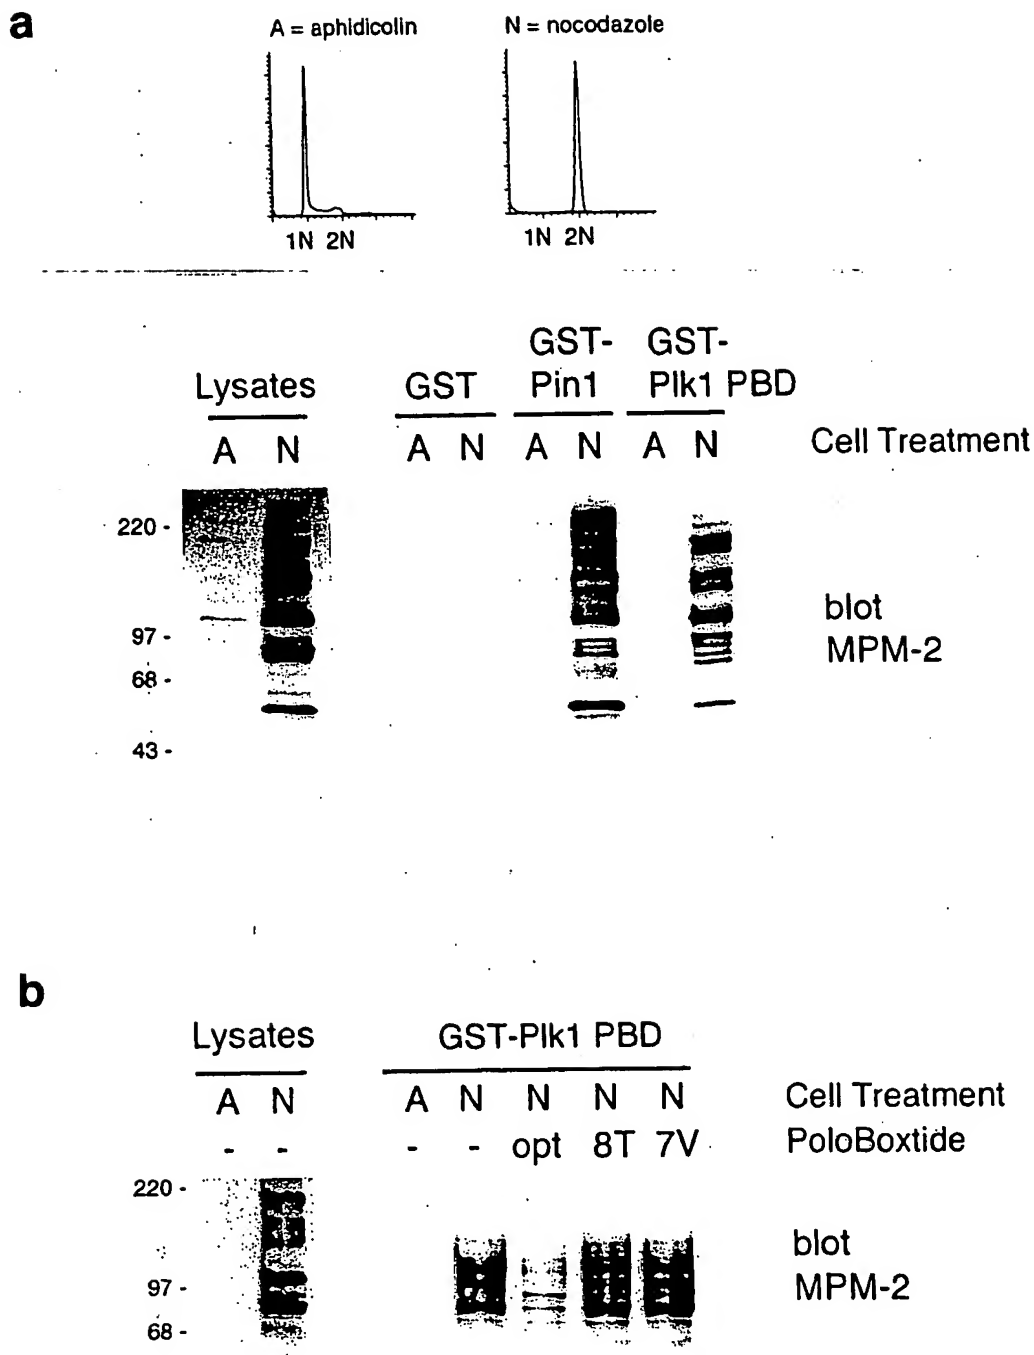 a
A = aphidicolin
N = nocodazole
1N 2N
1N 2N
GST- GST-
Lysates GST Pin1 Plk1 PBD
A N A N A N A N Cell Treatment
220 -
97 -
68 -
43 -
blot
MPM-2
b
Lysates GST-Plk1 PBD
A N A N N N N Cell Treatment
- - - - opt 8T 7V PoloBoxtide
220 -
97 -
68 -
blot
MPM-2